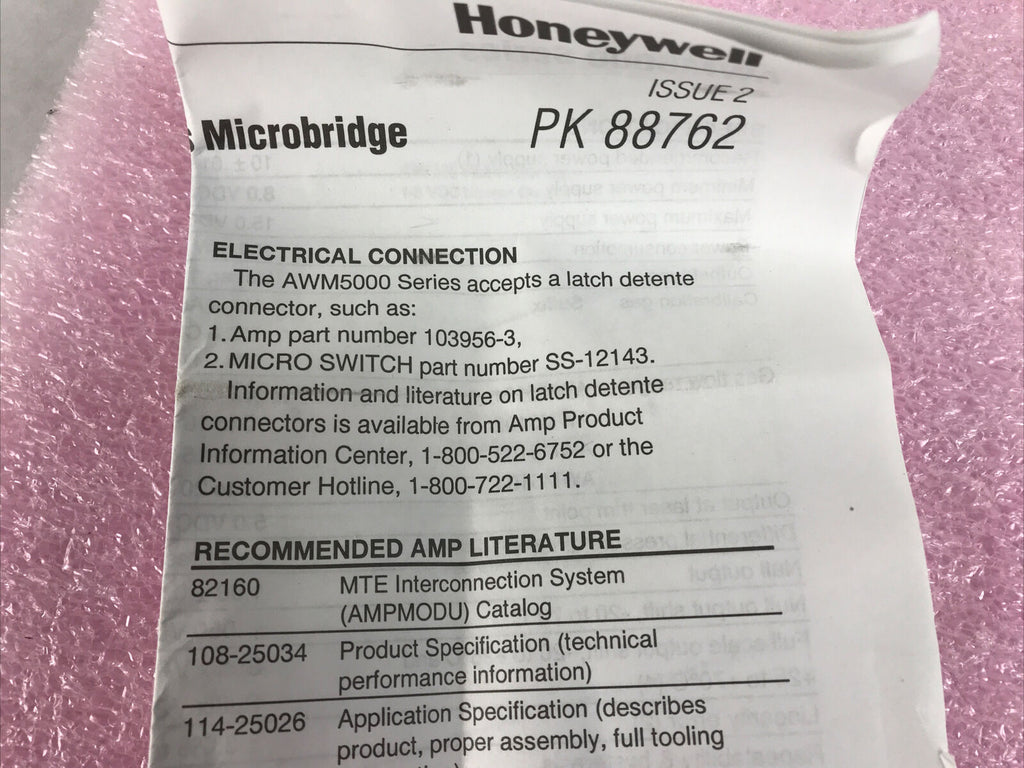 Honeywell
ISSUE 2
Microbridge PK 88762
ELECTRICAL CONNECTION
The AWM5000 Series accepts a latch detente
connector, such as:
1. Amp part number 103956-3,
2. MICRO SWITCH part number SS-12143.
Information and literature on latch detente
connectors is available from Amp Product
Information Center, 1-800-522-6752 or the
Customer Hotline, 1-800-722-1111.
RECOMMENDED AMP LITERATURE
82160 MTE Interconnection System
(AMPMODU) Catalog
108-25034 Product Specification (technical
performance information)
114-25026 Application Specification (describes
product, proper assembly, full tooling